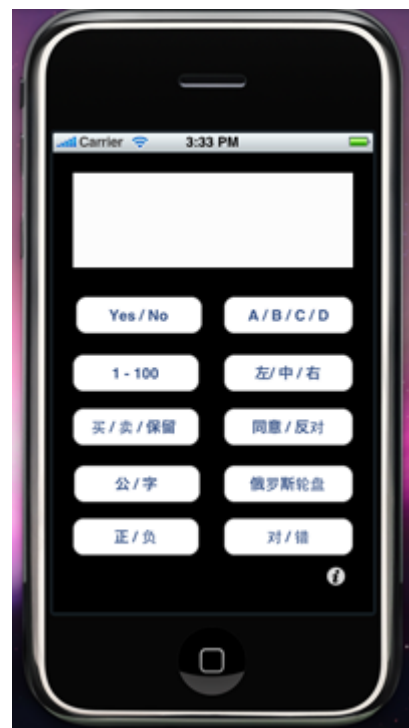 Carrier 3:33 PM
Yes / No A / B / C / D
1 - 100 左/ 中 / 右
买 / 卖 / 保留 同意 / 反对
公 / 字 俄罗斯轮盘
正 / 负 对 / 错
i